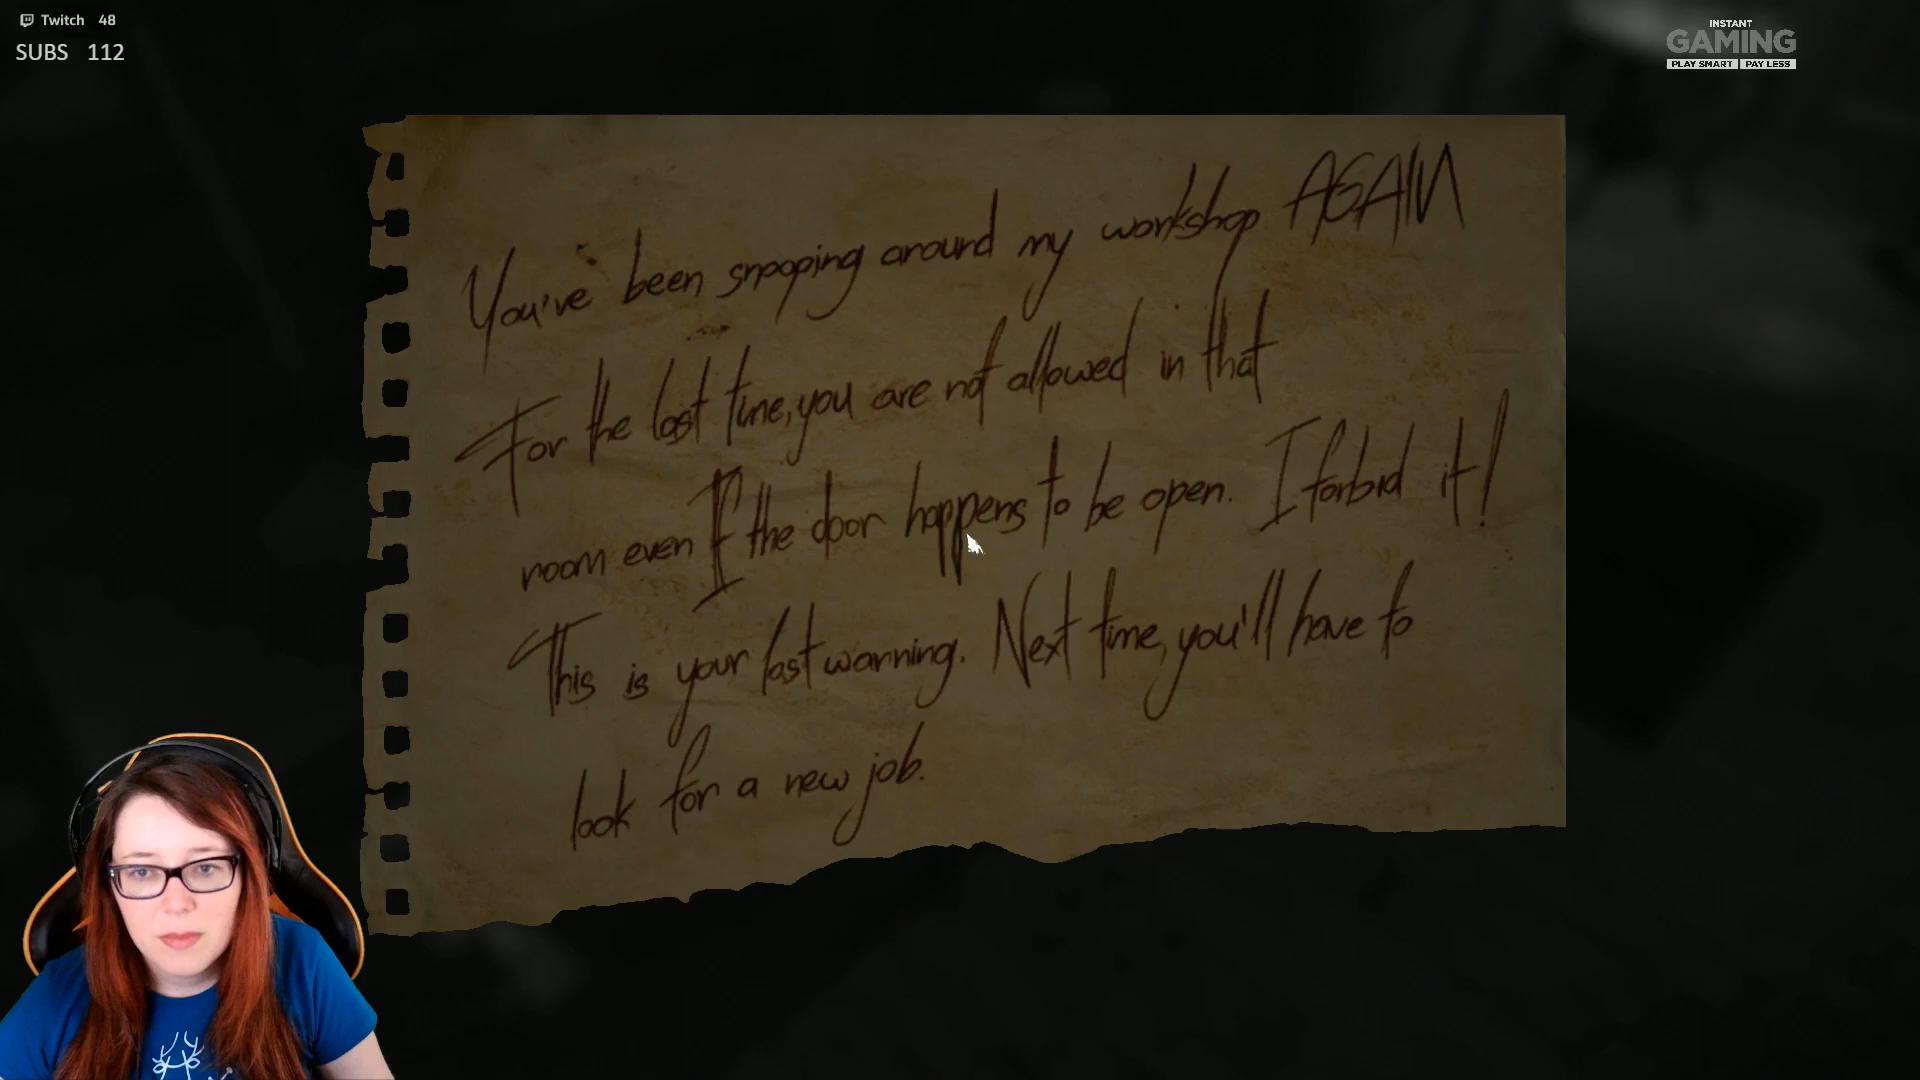 Twitch 48
SUBS 112
INSTANT
GAMING
PLAY SMART PAY LESS
You've been snooping around my workshop AGAIN
For the last time, you are not allowed in that
room even If the door happens to be open. I forbid it!
This is your last warning. Next time, you'll have to
look for a new job.